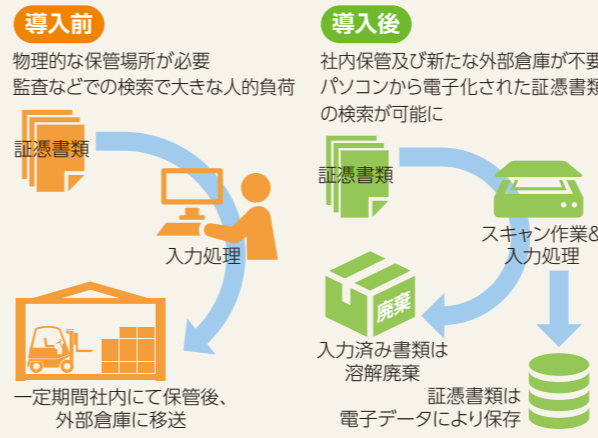 導入前
物理的な保管場所が必要
監査などでの検索で大きな人的負荷
証憑書類
入力処理
一定期間社内にて保管後、
外部倉庫に移送
導入後
社内保管及び新たな外部倉庫が不要
パソコンから電子化された証憑書類
の検索が可能に
証憑書類
スキャン作業&
入力処理
廃棄
入力済み書類は
溶解廃棄
証憑書類は
電子データにより保存